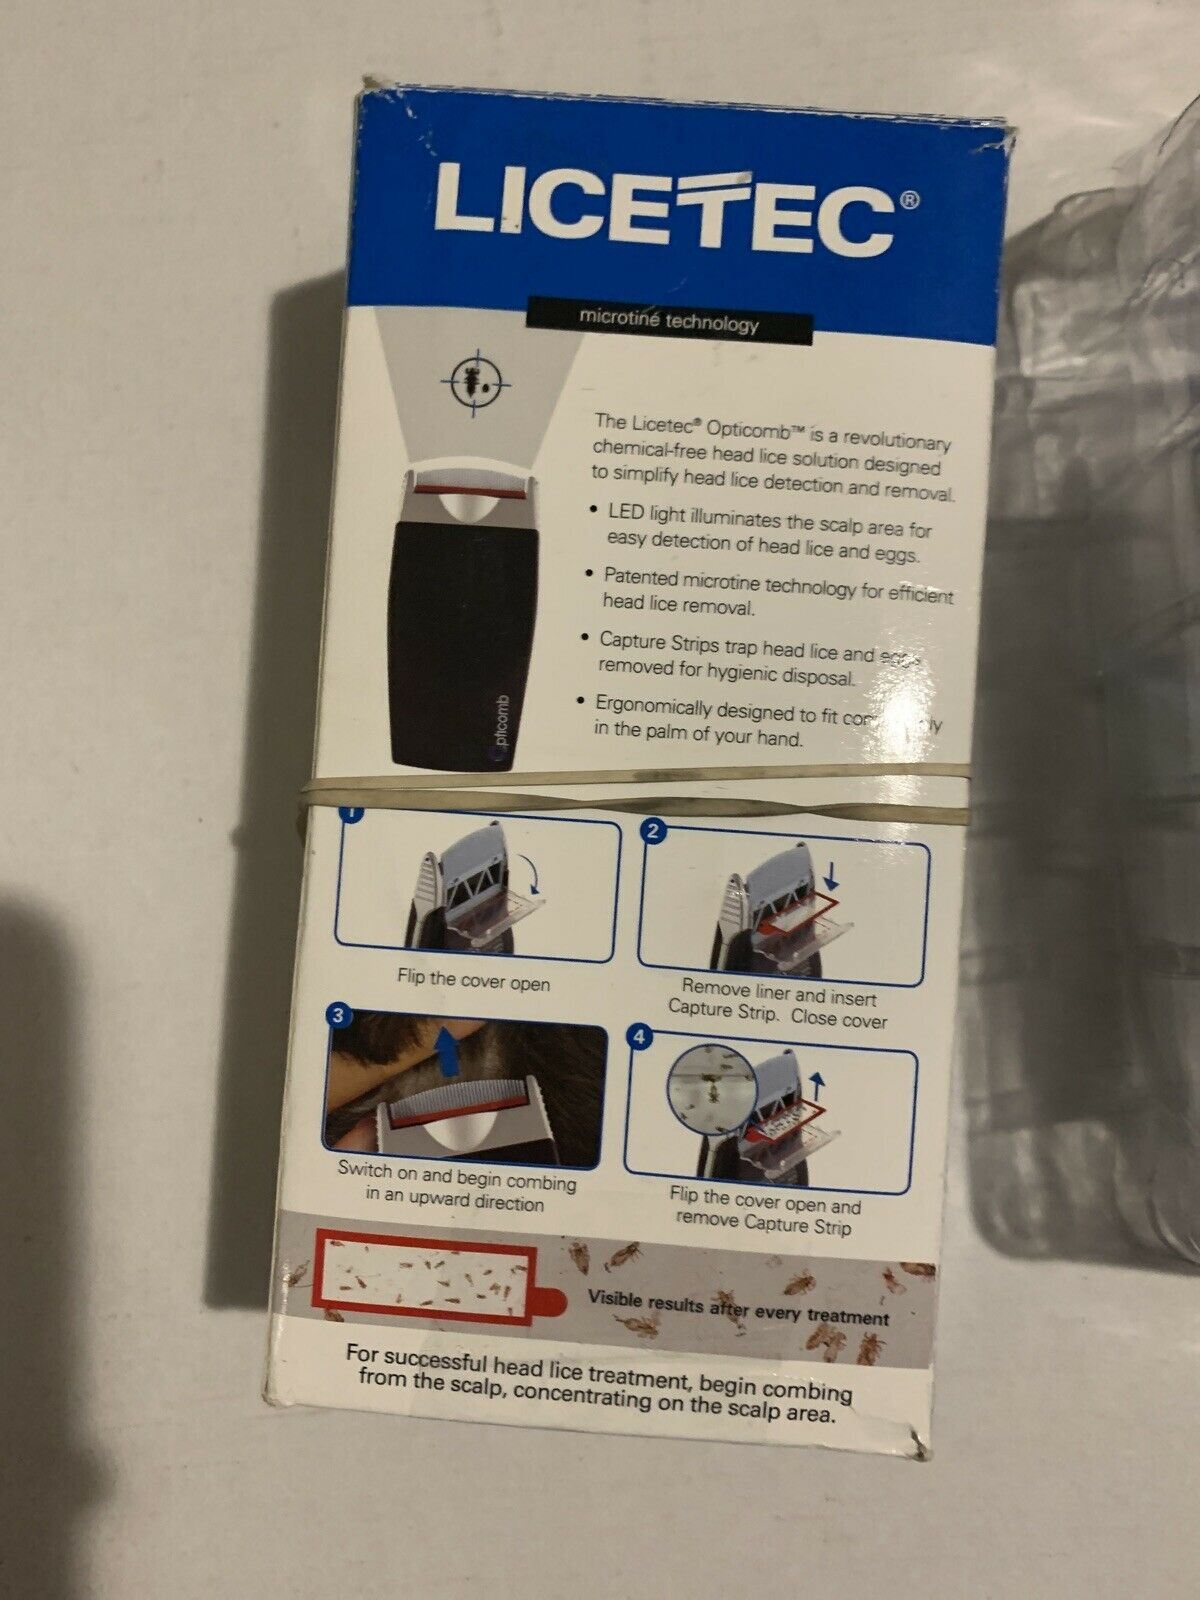 LICETEC®
microtine technology
The Licetec® Opticomb™ is a revolutionary
chemical-free head lice solution designed
to simplify head lice detection and removal.
• LED light illuminates the scalp area for
easy detection of head lice and eggs.
• Patented microtine technology for efficient
head lice removal.
• Capture Strips trap head lice and eggs
removed for hygienic disposal.
• Ergonomically designed to fit
in the palm of your hand.
Opticomb
1
Flip the cover open
2
Remove liner and insert
Capture Strip. Close cover
3
Switch on and begin combing
in an upward direction
4
Flip the cover open and
remove Capture Strip
Visible results after every treatment
For successful head lice treatment, begin combing
from the scalp, concentrating on the scalp area.